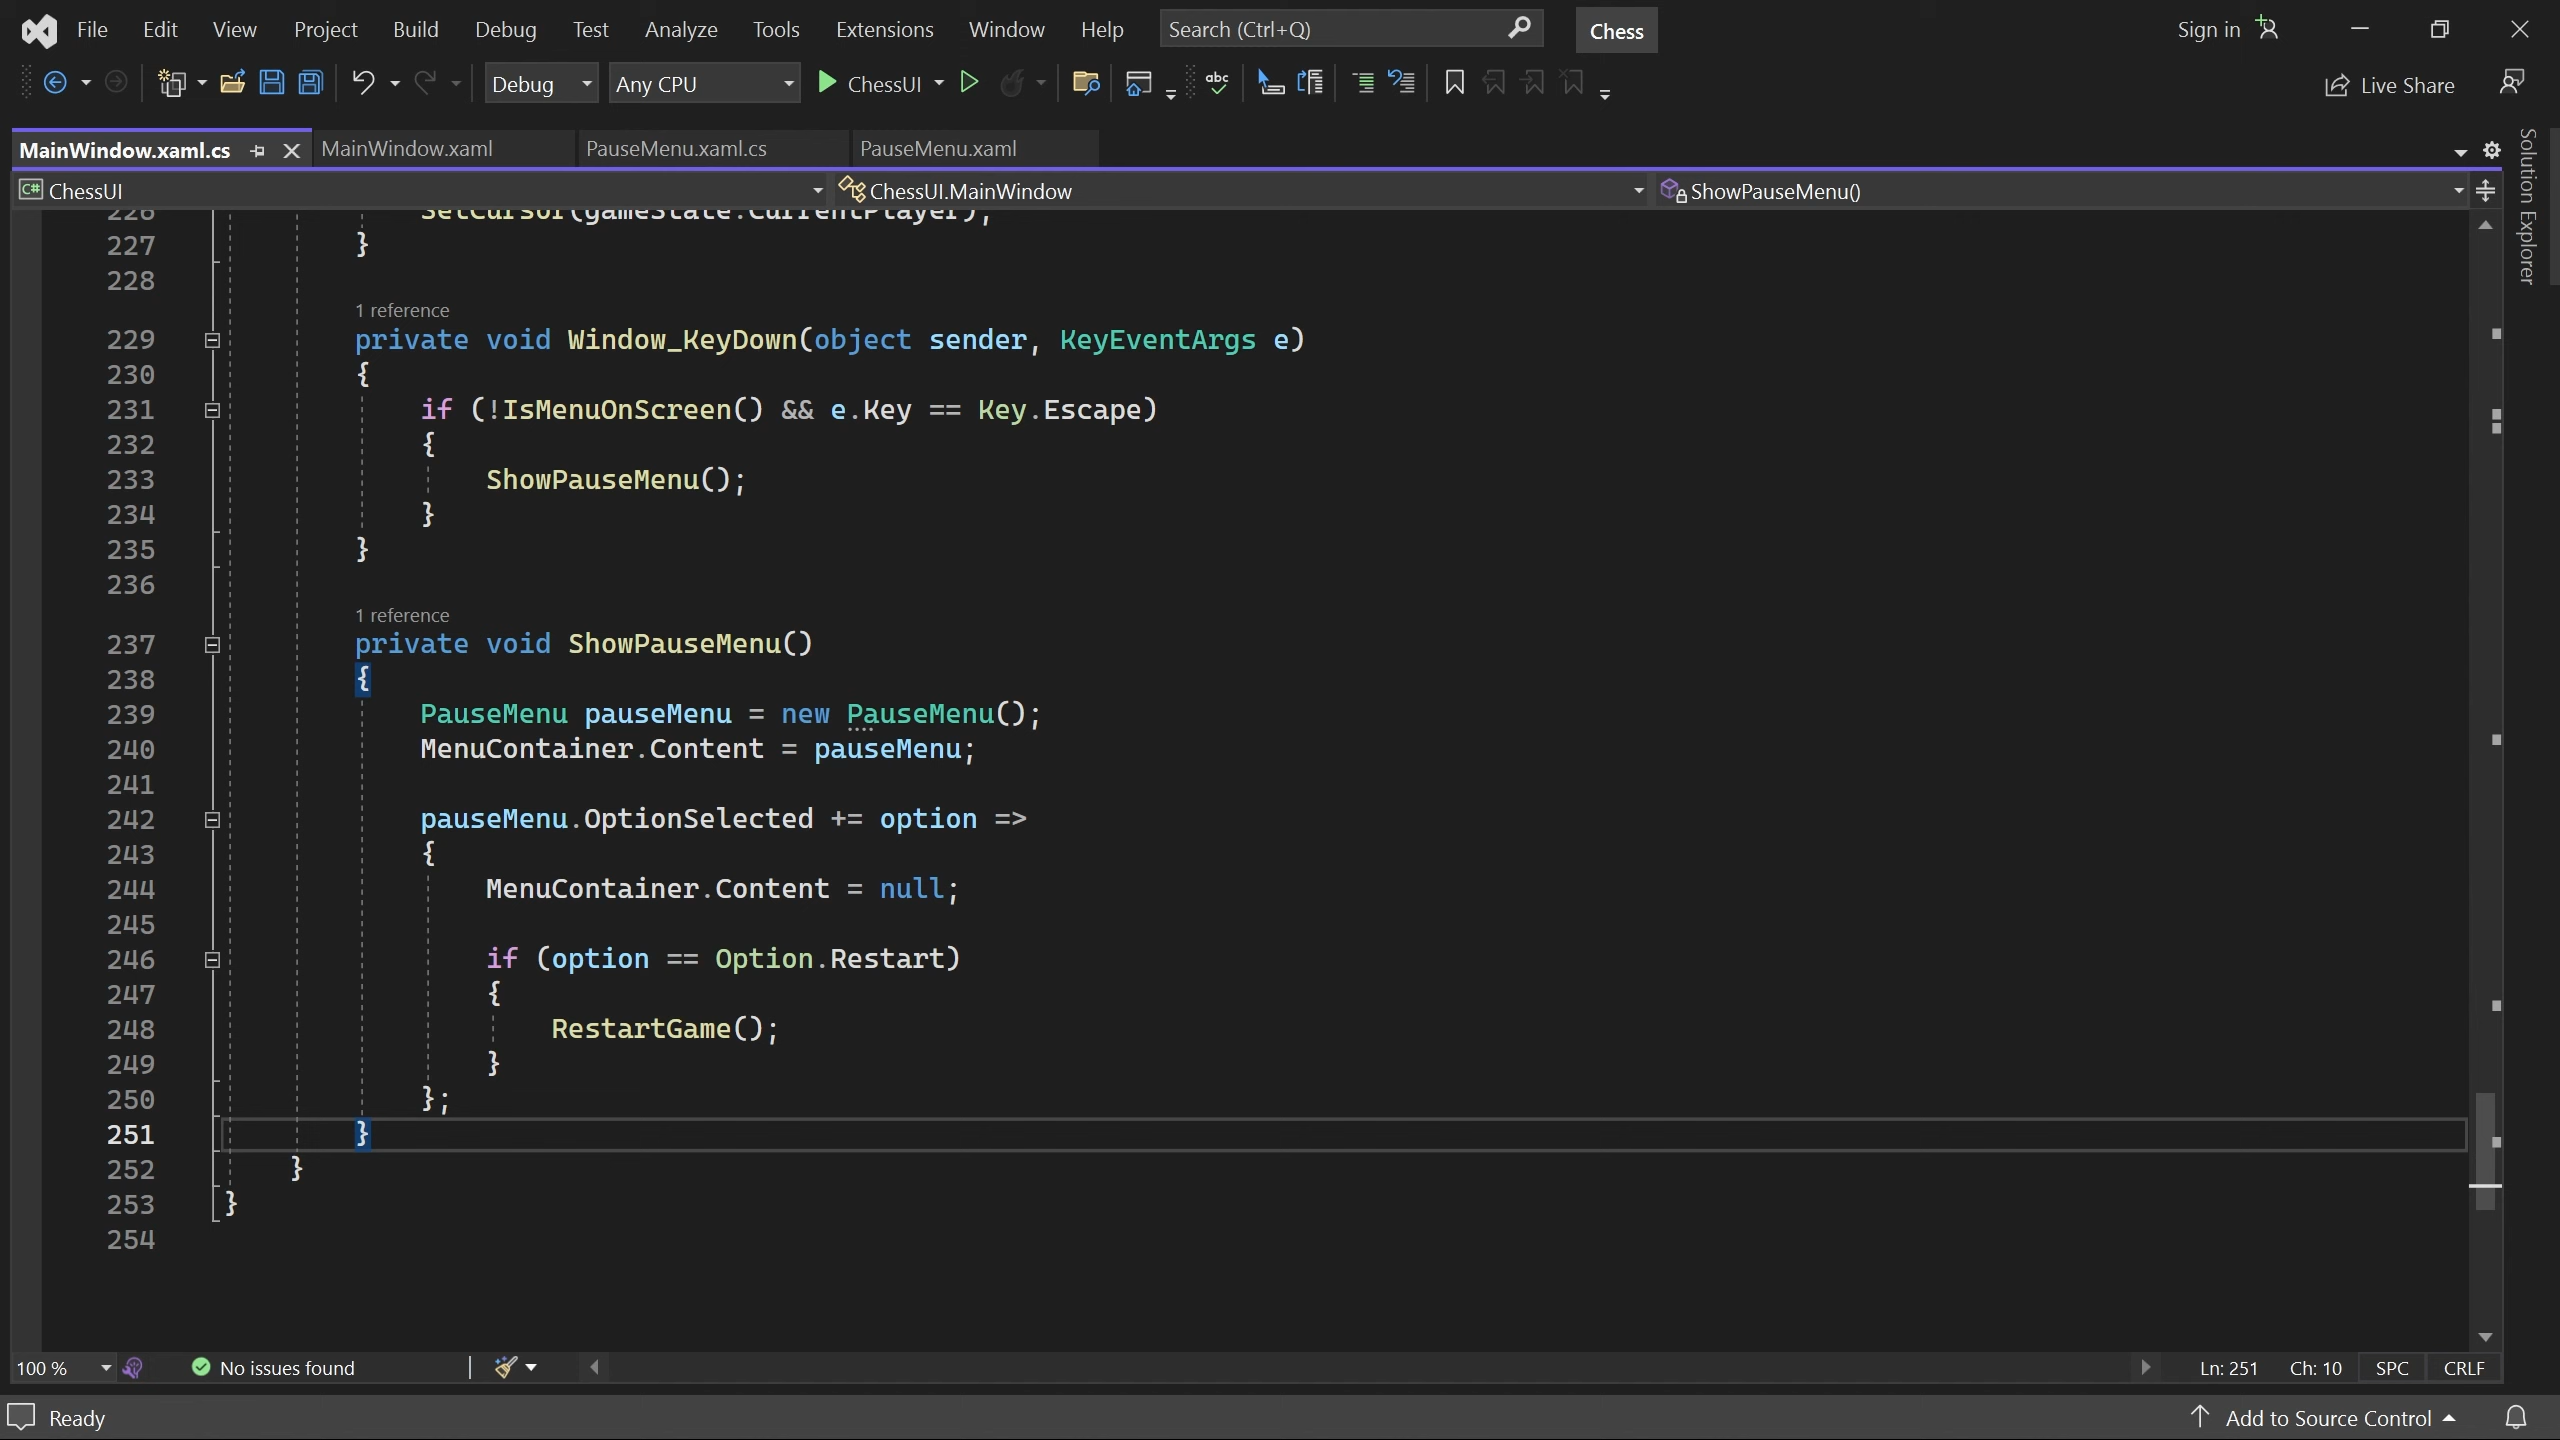 File Edit View Project Build Debug Test Analyze Tools Extensions Window Help Search (Ctrl+Q) Chess Sign in
Debug Any CPU ChessUI abc Live Share
MainWindow.xaml.cs MainWindow.xaml PauseMenu.xaml.cs PauseMenu.xaml
Solution Explorer
C# ChessUI ChessUI.MainWindow ShowPauseMenu()
226 SetCursor(gameState.CurrentPlayer);
227 }
228
1 reference
229 private void Window_KeyDown(object sender, KeyEventArgs e)
230 {
231 if (!IsMenuOnScreen() && e.Key == Key.Escape)
232 {
233 ShowPauseMenu();
234 }
235 }
236
1 reference
237 private void ShowPauseMenu()
238 {
239 PauseMenu pauseMenu = new PauseMenu();
240 MenuContainer.Content = pauseMenu;
241
242 pauseMenu.OptionSelected += option =>
243 {
244 MenuContainer.Content = null;
245
246 if (option == Option.Restart)
247 {
248 RestartGame();
249 }
250 };
251 }
252 }
253 }
254
100 % No issues found Ln: 251 Ch: 10 SPC CRLF
Ready Add to Source Control